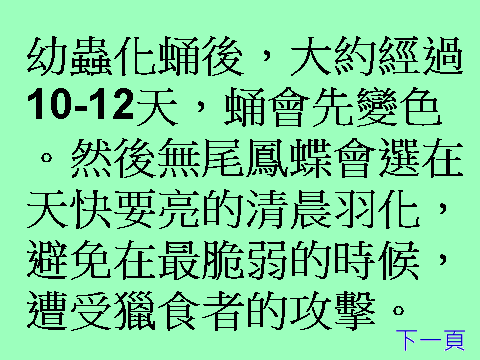 幼蟲化蛹後，大約經過
10-12天，蛹會先變色
。然後無尾鳳蝶會選在
天快要亮的清晨羽化，
避免在最脆弱的時候，
遭受獵食者的攻擊。
下一頁